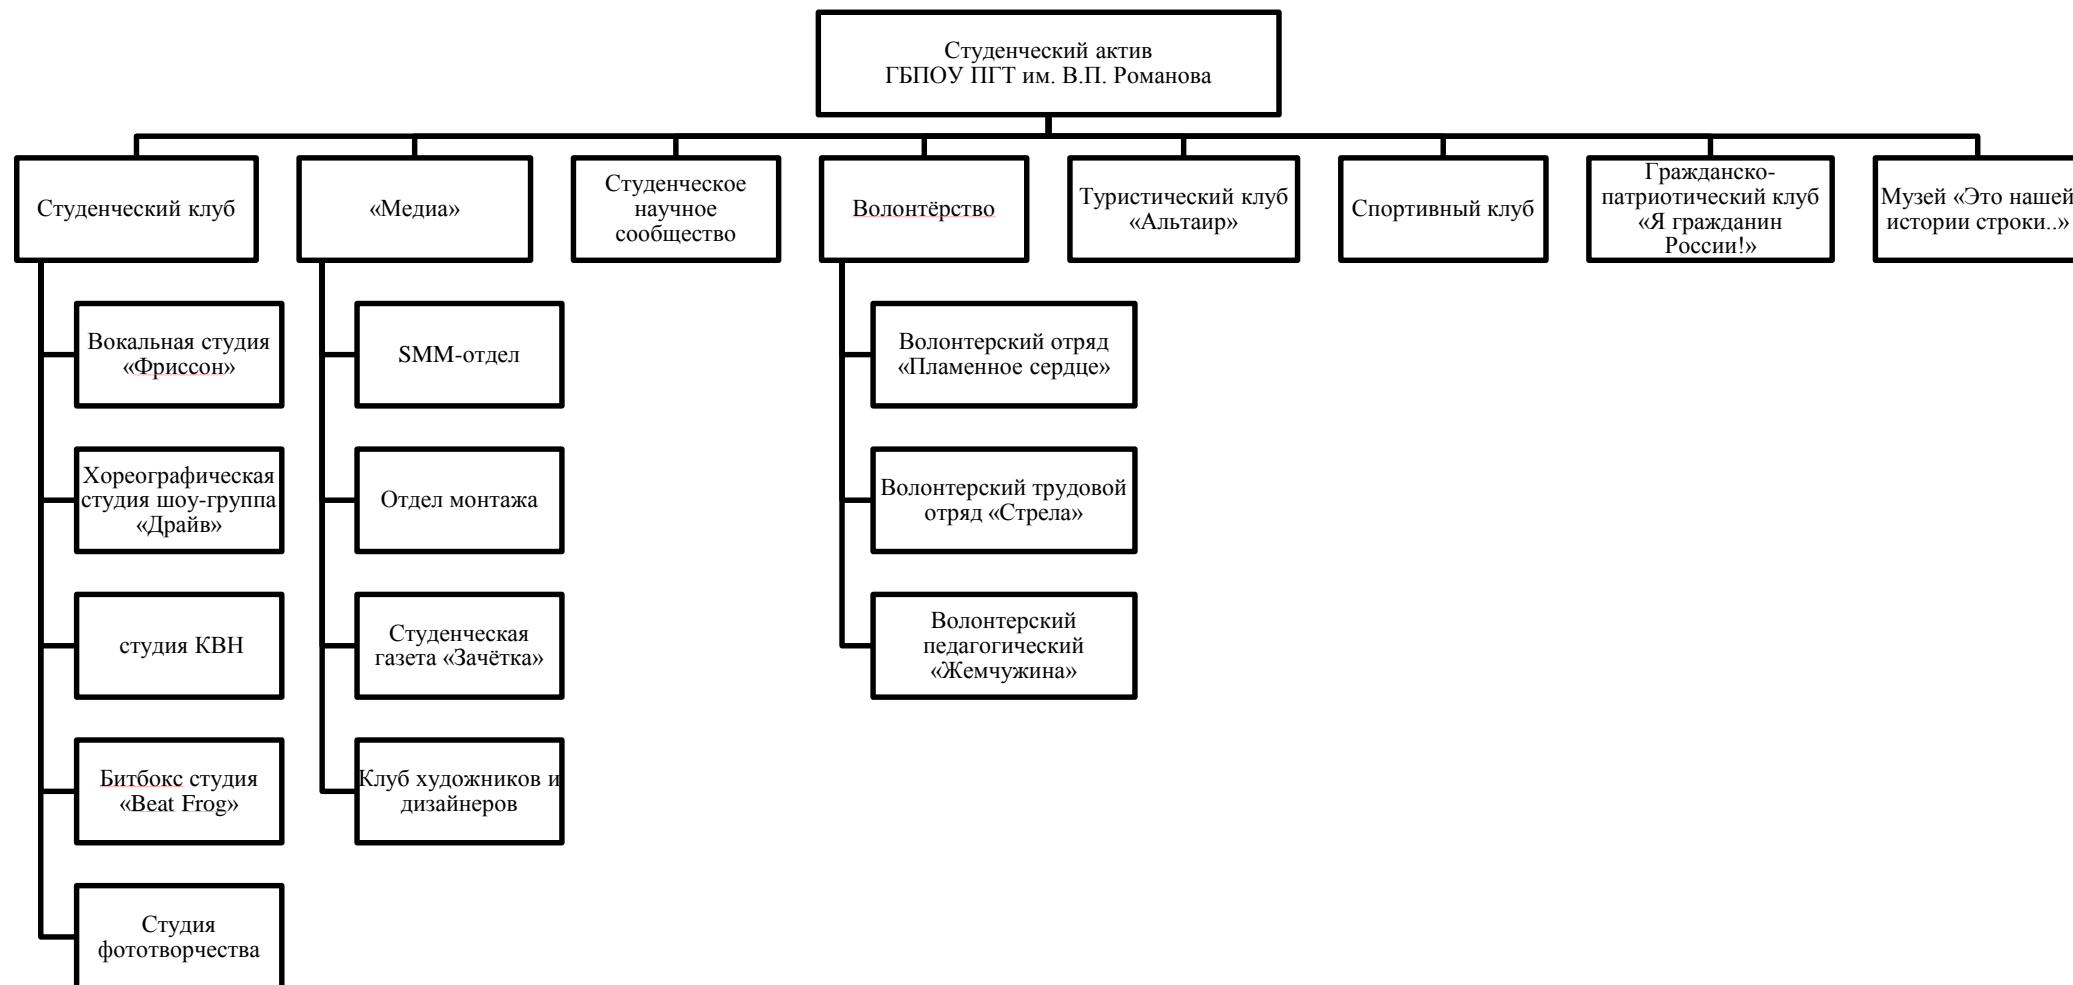 Студенческий актив
ГБПОУ ПГТ им. В.П. Романова
Студенческий клуб
«Медиа»
Студенческое
научное
сообщество
Волонтёрство
Туристический клуб
«Альтаир»
Спортивный клуб
Гражданско-
патриотический клуб
«Я гражданин
России!»
Музей «Это нашей
истории строки..»
Вокальная студия
«Фриссон»
Хореографическая
студия шоу-группа
«Драйв»
студия КВН
Битбокс студия
«Beat Frog»
Студия
фототворчества
SMM-отдел
Отдел монтажа
Студенческая
газета «Зачётка»
Клуб художников и
дизайнеров
Волонтерский отряд
«Пламенное сердце»
Волонтерский трудовой
отряд «Стрела»
Волонтерский
педагогический
«Жемчужина»